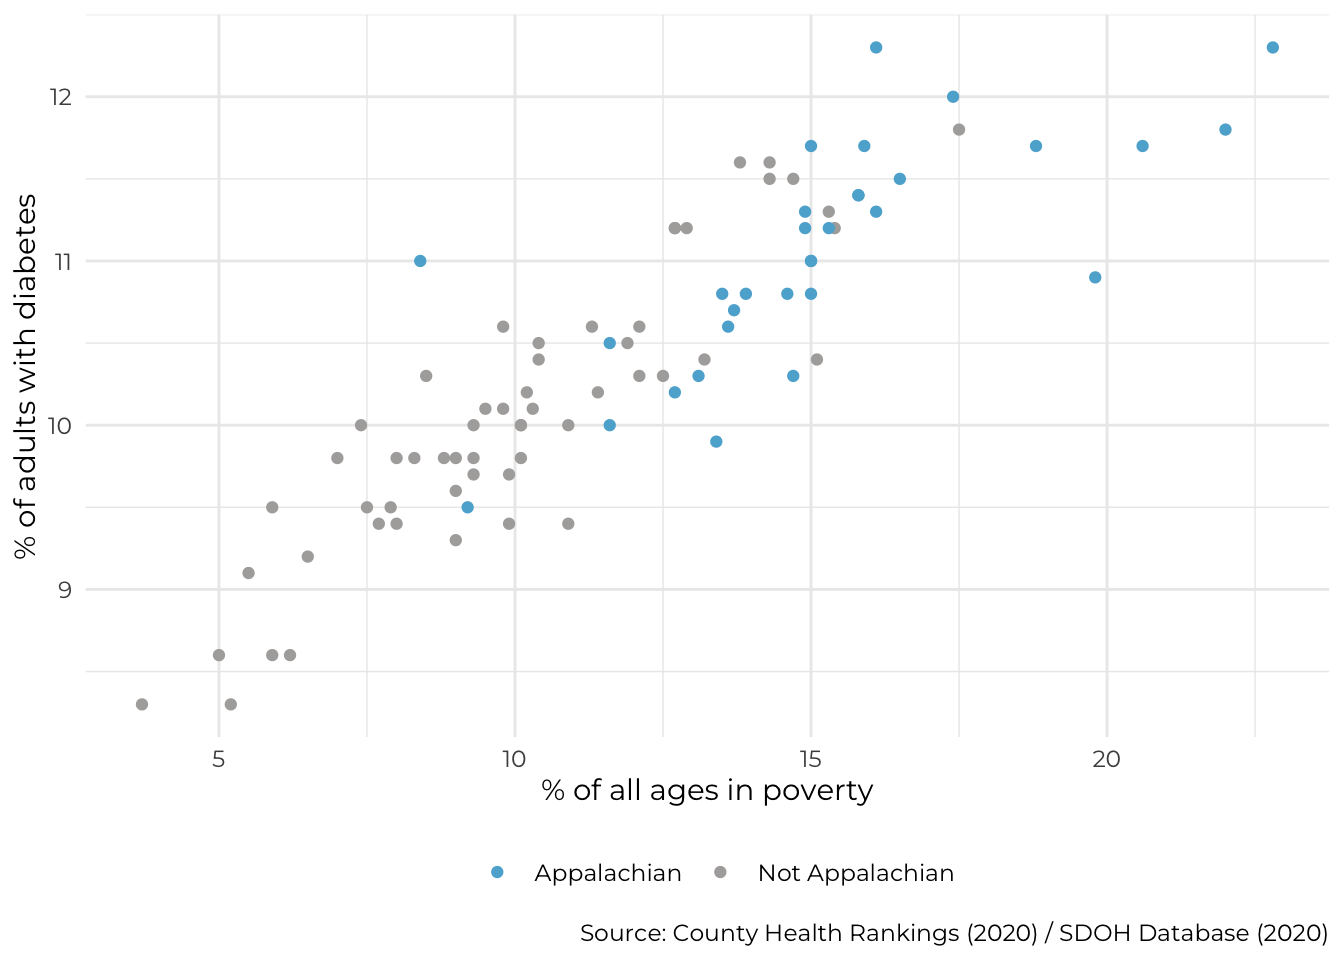 % of adults with diabetes
12
11
10
9
5 10 15 20
% of all ages in poverty
Appalachian Not Appalachian
Source: County Health Rankings (2020) / SDOH Database (2020)